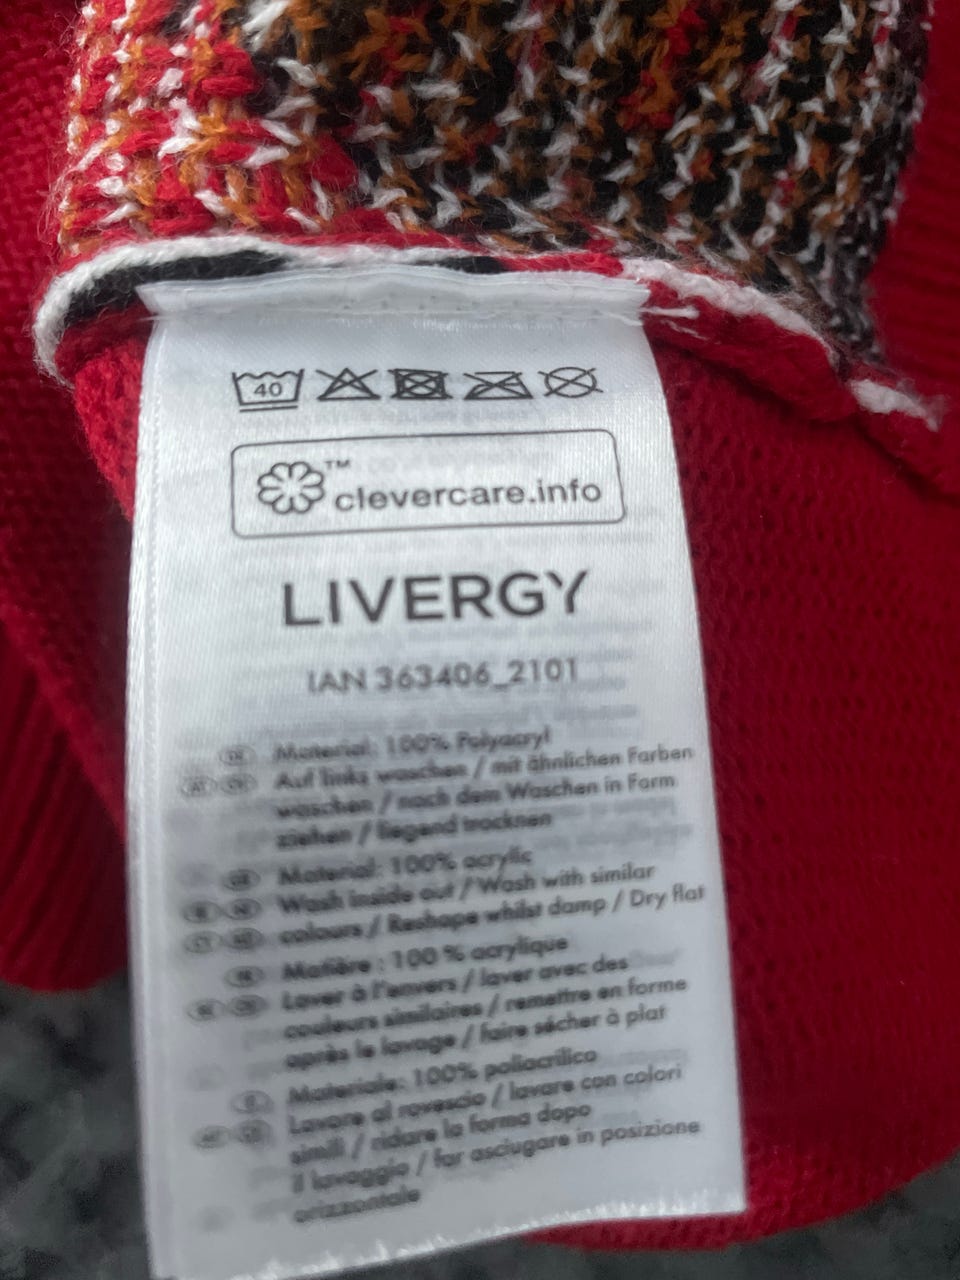 40
TM
clevercare.info
LIVERGY
IAN 363406_2101
Material: 100% Polyacryl
Auf links waschen / mit ähnlichen Farben
waschen / nach dem Waschen in Form
ziehen / liegend trocknen
Material: 100% acrylic
Wash inside out / Wash with similar
colours / Reshape whilst damp / Dry flat
Matière : 100 % acrylique
Laver à l'envers / laver avec des
couleurs similaires / remettre en forme
après le lavage / faire sécher à plat
Materiale: 100% poliacrilico
Lavare al rovescio / lavare con colori
simili / ridare la forma dopo
il lavaggio / far asciugare in posizione
orizzontale